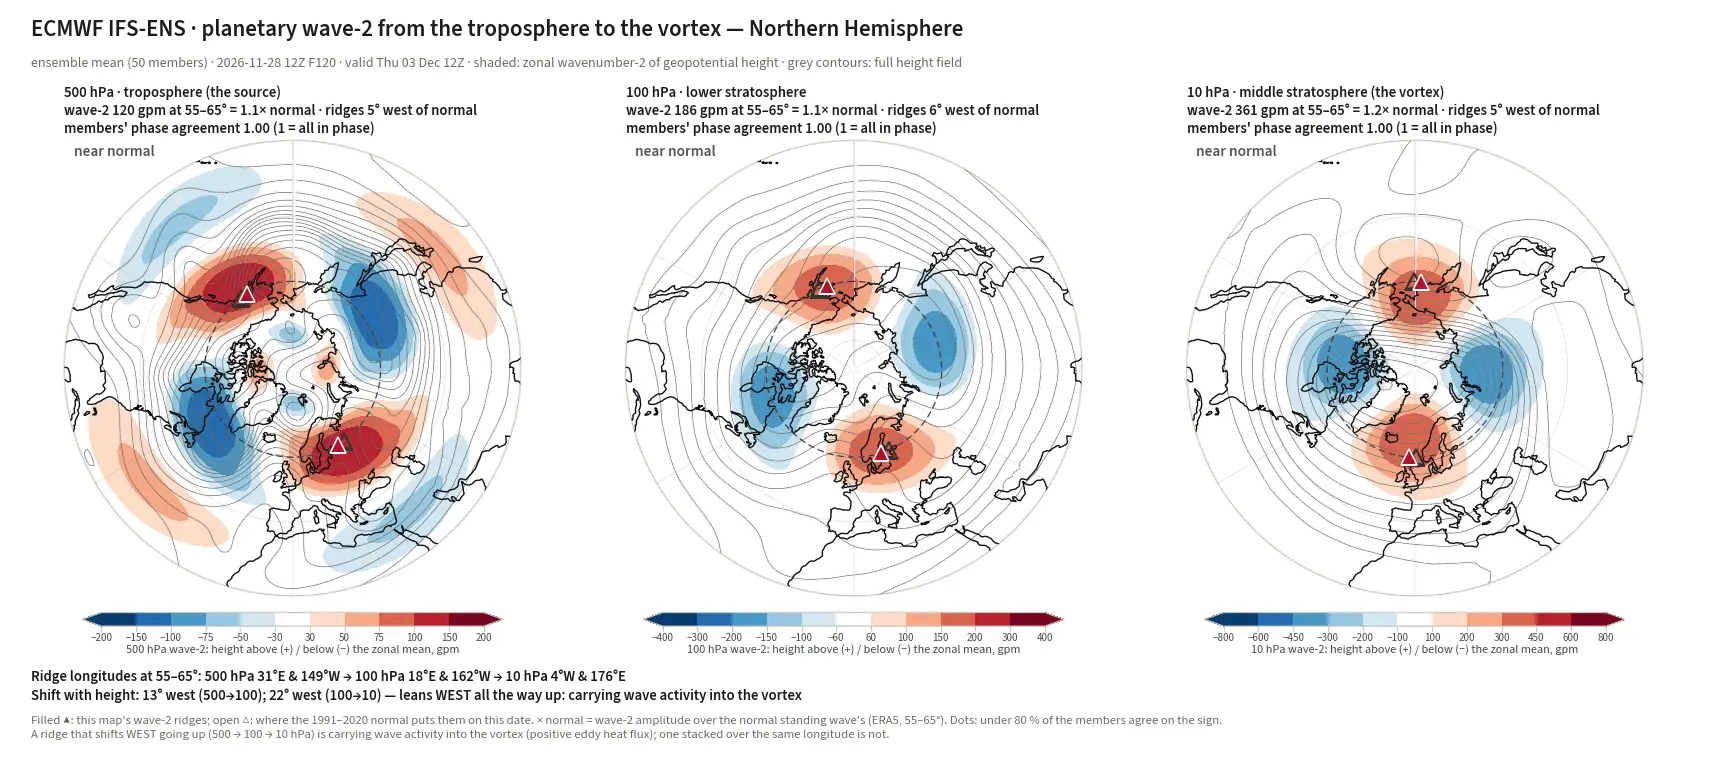 ECMWF IFS-ENS · planetary wave-2 from the troposphere to the vortex — Northern Hemisphere
ensemble mean (50 members) · 2026-11-28 12Z F120 · valid Thu 03 Dec 12Z · shaded: zonal wavenumber-2 of geopotential height · grey contours: full height field
500 hPa · troposphere (the source)
wave-2 120 gpm at 55–65° = 1.1× normal · ridges 5° west of normal
members' phase agreement 1.00 (1 = all in phase)
near normal
100 hPa · lower stratosphere
wave-2 186 gpm at 55–65° = 1.1× normal · ridges 6° west of normal
members' phase agreement 1.00 (1 = all in phase)
near normal
10 hPa · middle stratosphere (the vortex)
wave-2 361 gpm at 55–65° = 1.2× normal · ridges 5° west of normal
members' phase agreement 1.00 (1 = all in phase)
near normal
−200 −150 −100 −75 −50 −30 30 50 75 100 150 200
500 hPa wave-2: height above (+) / below (−) the zonal mean, gpm
−400 −300 −200 −150 −100 −60 60 100 150 200 300 400
100 hPa wave-2: height above (+) / below (−) the zonal mean, gpm
−800 −600 −450 −300 −200 −100 100 200 300 450 600 800
10 hPa wave-2: height above (+) / below (−) the zonal mean, gpm
Ridge longitudes at 55–65°: 500 hPa 31°E & 149°W → 100 hPa 18°E & 162°W → 10 hPa 4°W & 176°E
Shift with height: 13° west (500→100); 22° west (100→10) — leans WEST all the way up: carrying wave activity into the vortex
Filled ▲: this map's wave-2 ridges; open △: where the 1991–2020 normal puts them on this date. × normal = wave-2 amplitude over the normal standing wave's (ERA5, 55–65°). Dots: under 80 % of the members agree on the sign.
A ridge that shifts WEST going up (500 → 100 → 10 hPa) is carrying wave activity into the vortex (positive eddy heat flux); one stacked over the same longitude is not.